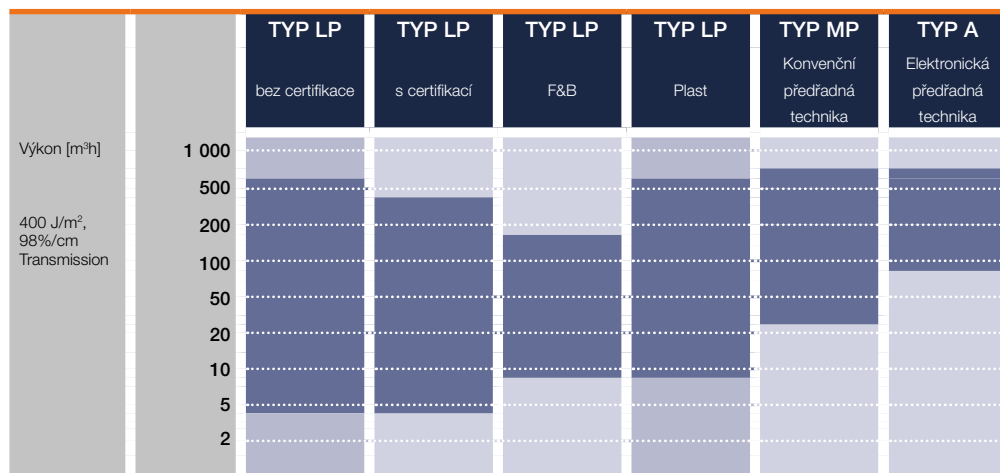 TYP LP
TYP LP
TYP LP
TYP LP
TYP MP
TYP A
bez certifikace
s certifikací
F&B
Plast
Konvenční
předřadná
technika
Elektronická
předřadná
technika
Výkon [m³h]
400 J/m²,
98%/cm
Transmission
1 000
500
200
100
50
20
10
5
2